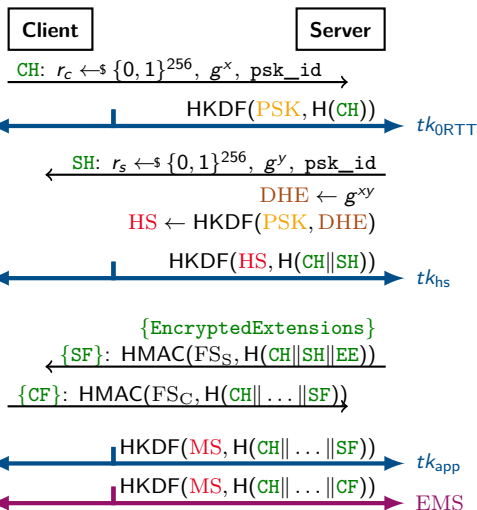 Client Server
CH: r_c ←$ {0, 1}^256, g^x, psk_id
HKDF(PSK, H(CH))
tk_0RTT
SH: r_s ←$ {0, 1}^256, g^y, psk_id
DHE ← g^xy
HS ← HKDF(PSK, DHE)
HKDF(HS, H(CH‖SH))
tk_hs
{EncryptedExtensions}
{SF}: HMAC(FS_S, H(CH‖SH‖EE))
{CF}: HMAC(FS_C, H(CH‖...‖SF))
HKDF(MS, H(CH‖...‖SF))
tk_app
HKDF(MS, H(CH‖...‖CF))
EMS